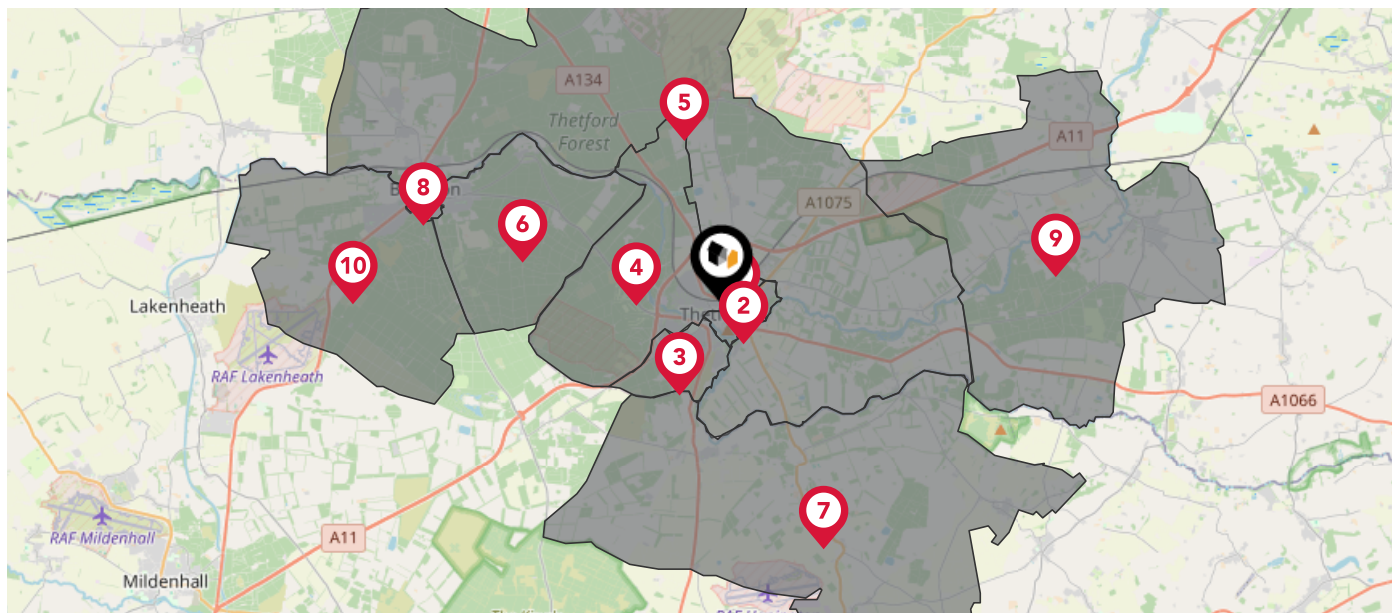 A134
5
Thetford
Forest
A11
8
A1075
6
9
10
4
2
Lakenheath
3
RAF Lakenheath
A1066
7
RAF Mildenhall
A11
Mildenhall